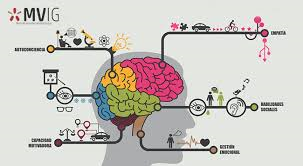 MVIG
AUTOCONCIENCIA
EMPATÍA
HABILIDADES
SOCIALES
CAPACIDAD
MOTIVADORA
GESTIÓN
EMOCIONAL